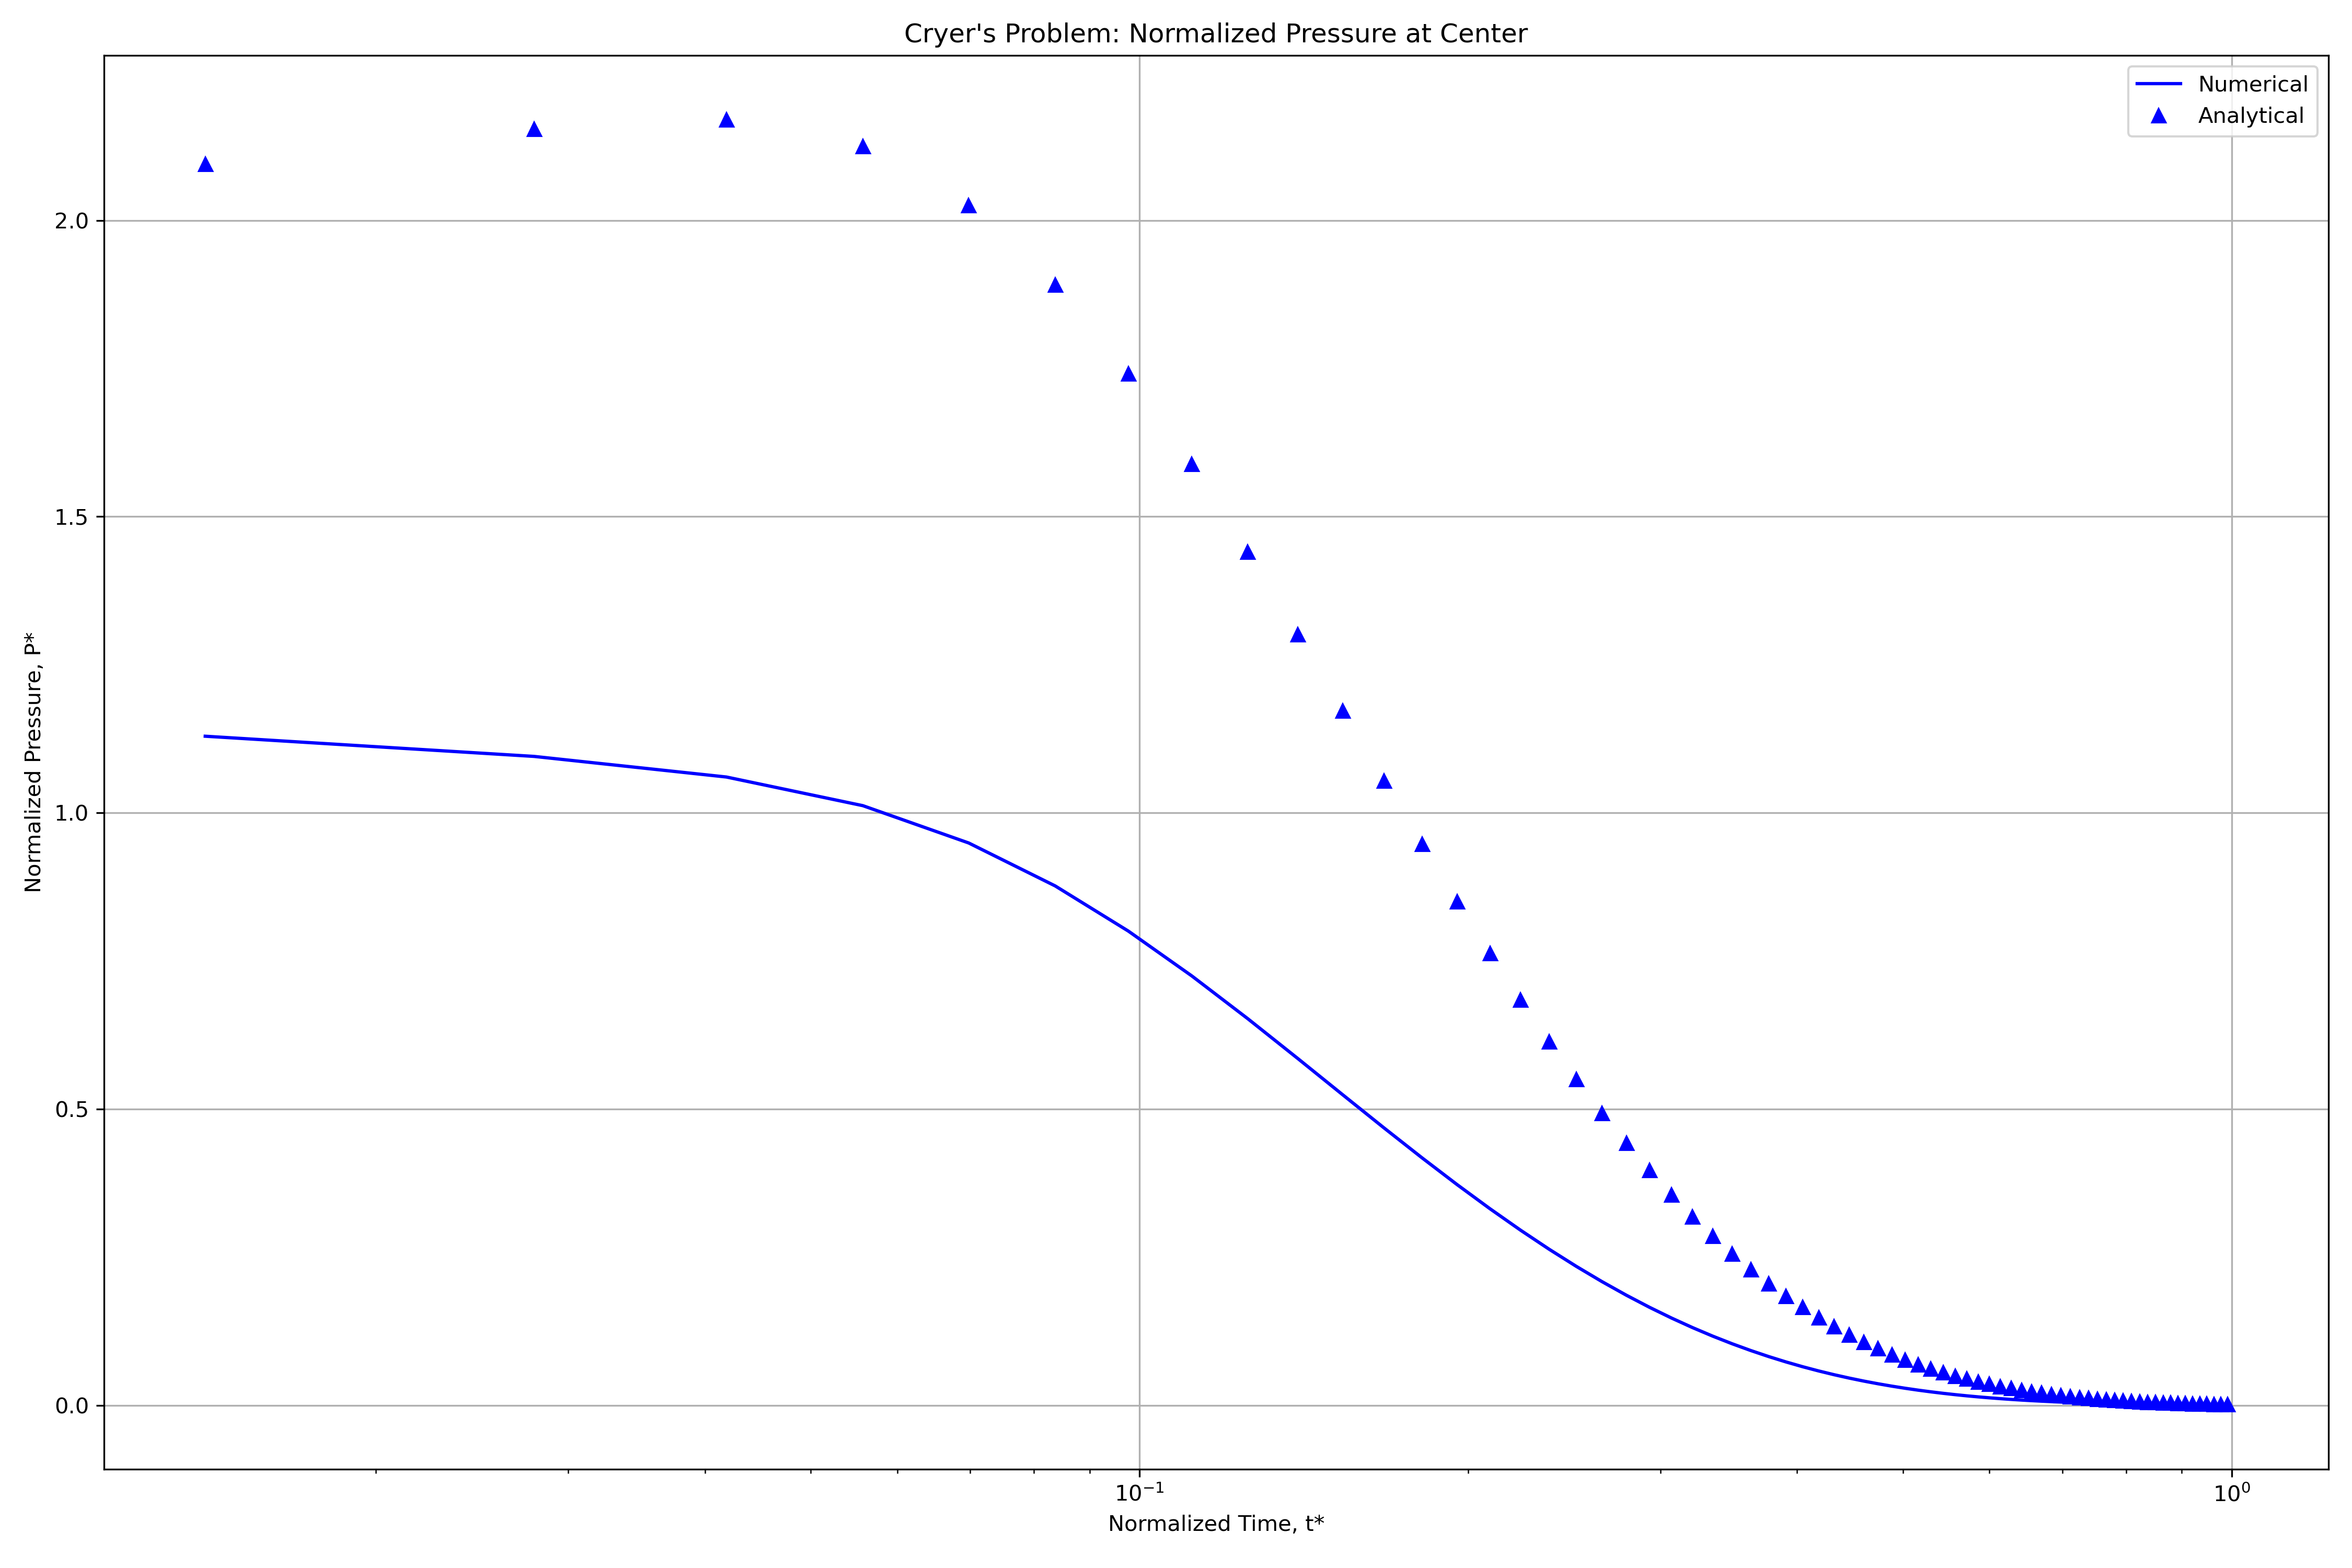 Cryer's Problem: Normalized Pressure at Center
Numerical
Analytical
Normalized Pressure, P*
2.0
1.5
1.0
0.5
0.0
10⁻¹
10⁰
Normalized Time, t*